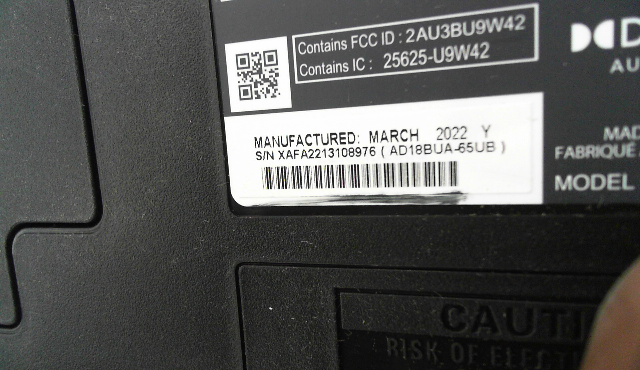 Contains FCC ID : 2AU3BU9W42
Contains IC : 25625-U9W42
AU
MANUFACTURED: MARCH 2022 Y
S/N XAFA2213108976 ( AD18BUA-65UB )
MAD
FABRIQUÉ
MODEL
CAUTI
RISK OF ELECT